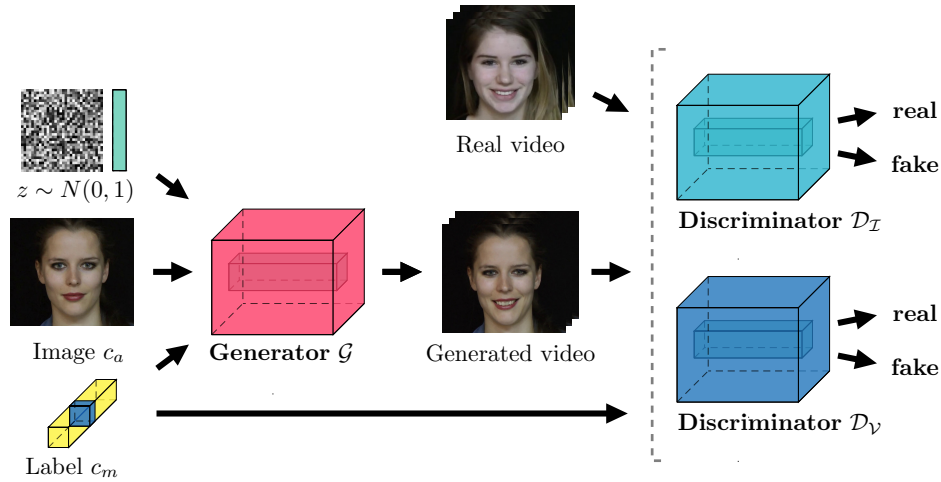 z ∼ N(0, 1)
Image c_a
Label c_m
Generator 𝒢
Real video
Generated video
real
fake
Discriminator 𝒟_ℐ
real
fake
Discriminator 𝒟_𝒱